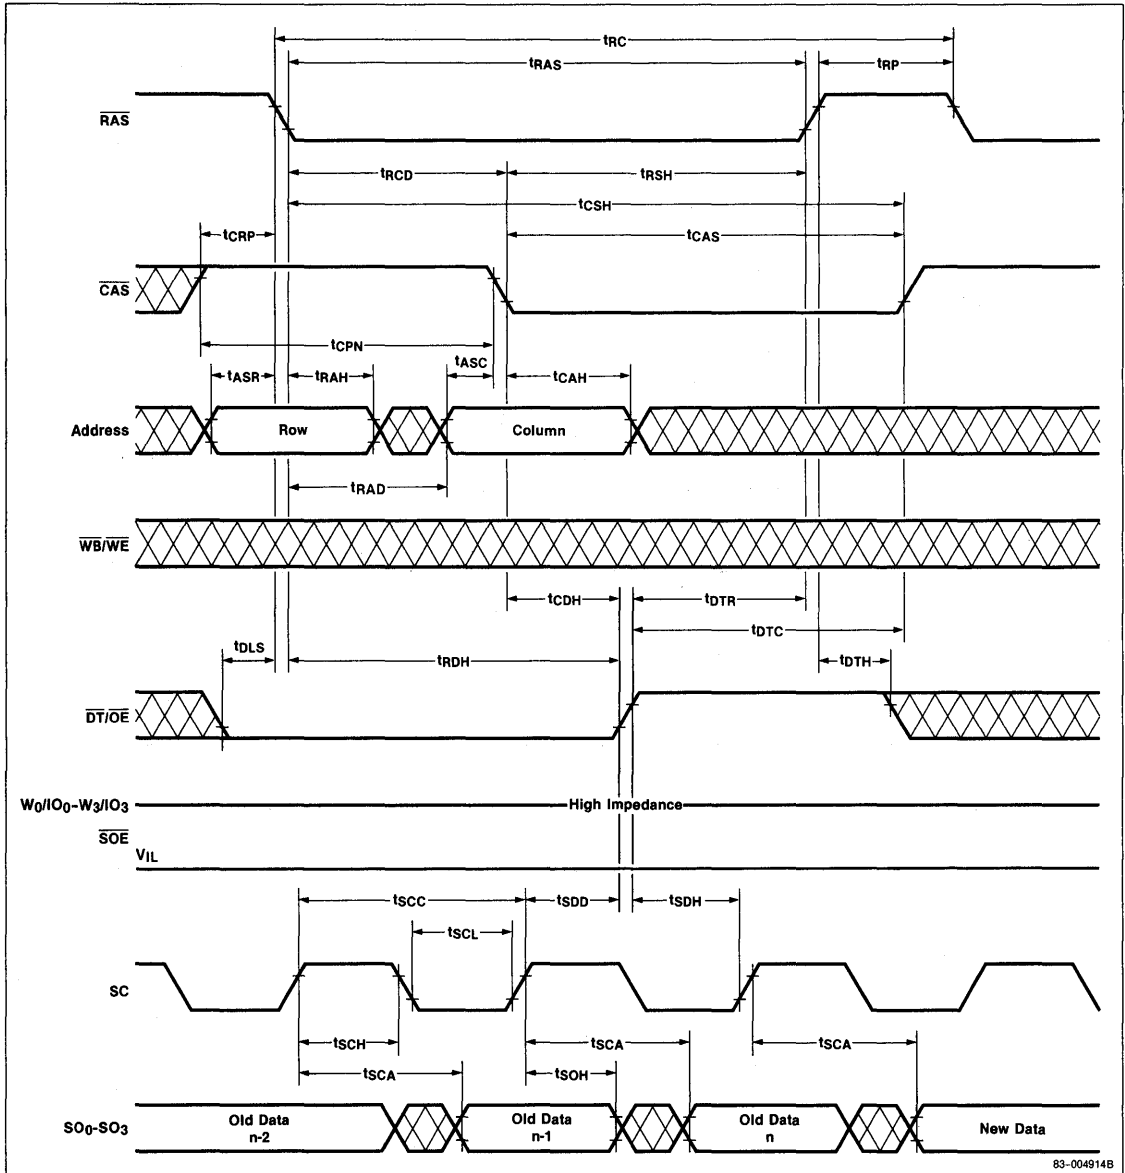 tRC
tRAS
tRP
RAS
tRCD
tRSH
tCSH
tCRP
tCAS
CAS
tCPN
tASR
tRAH
tASC
tCAH
Address
Row
Column
tRAD
WB/WE
tCDH
tDTR
tDTC
tDLS
tRDH
tDTH
DT/OE
W0/IO0-W3/IO3
High Impedance
SOE
VIL
tSCC
tSDD
tSDH
tSCL
SC
tSCH
tSCA
tSCA
tSCA
tSOH
SO0-SO3
Old Data
n-2
Old Data
n-1
Old Data
n
New Data
83-004914B